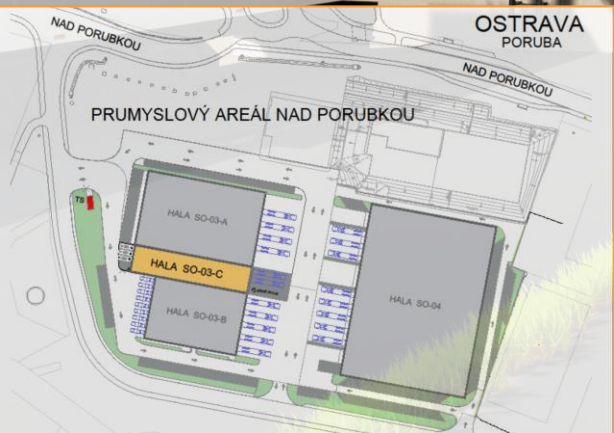 OSTRAVA
PORUBA
NAD PORUBKOU
NAD PORUBKOU
PRUMYSLOVÝ AREÁL NAD PORUBKOU
TS
HALA SO-03-A
HALA SO-03-C
HALA SO-03-B
HALA SO-04